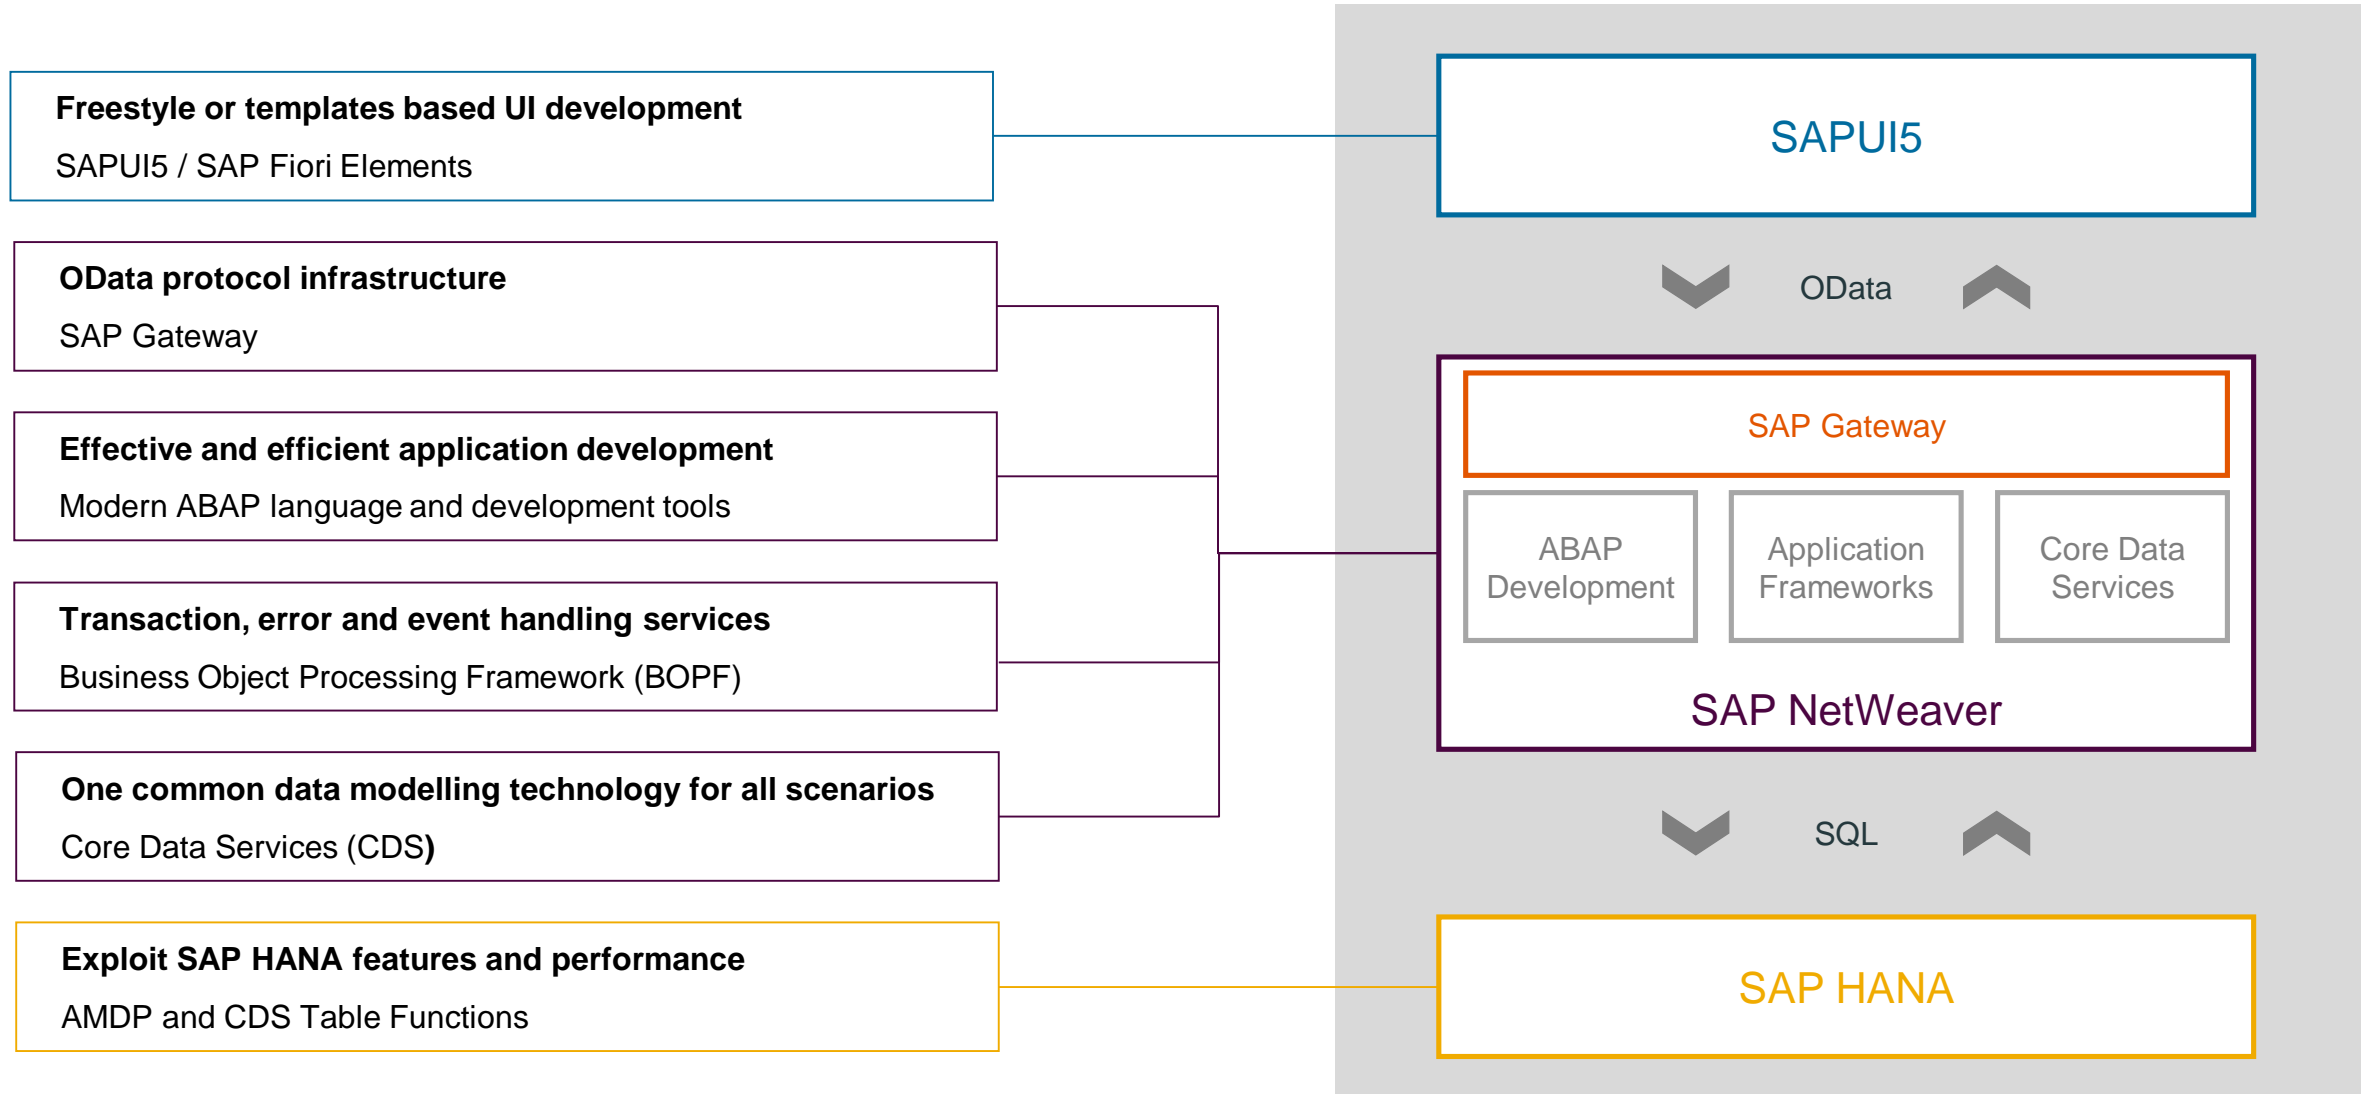 Freestyle or templates based UI development
SAPUI5 / SAP Fiori Elements
OData protocol infrastructure
SAP Gateway
Effective and efficient application development
Modern ABAP language and development tools
Transaction, error and event handling services
Business Object Processing Framework (BOPF)
One common data modelling technology for all scenarios
Core Data Services (CDS)
Exploit SAP HANA features and performance
AMDP and CDS Table Functions
SAPUI5
OData
SAP Gateway
ABAP
Development
Application
Frameworks
Core Data
Services
SAP NetWeaver
SQL
SAP HANA